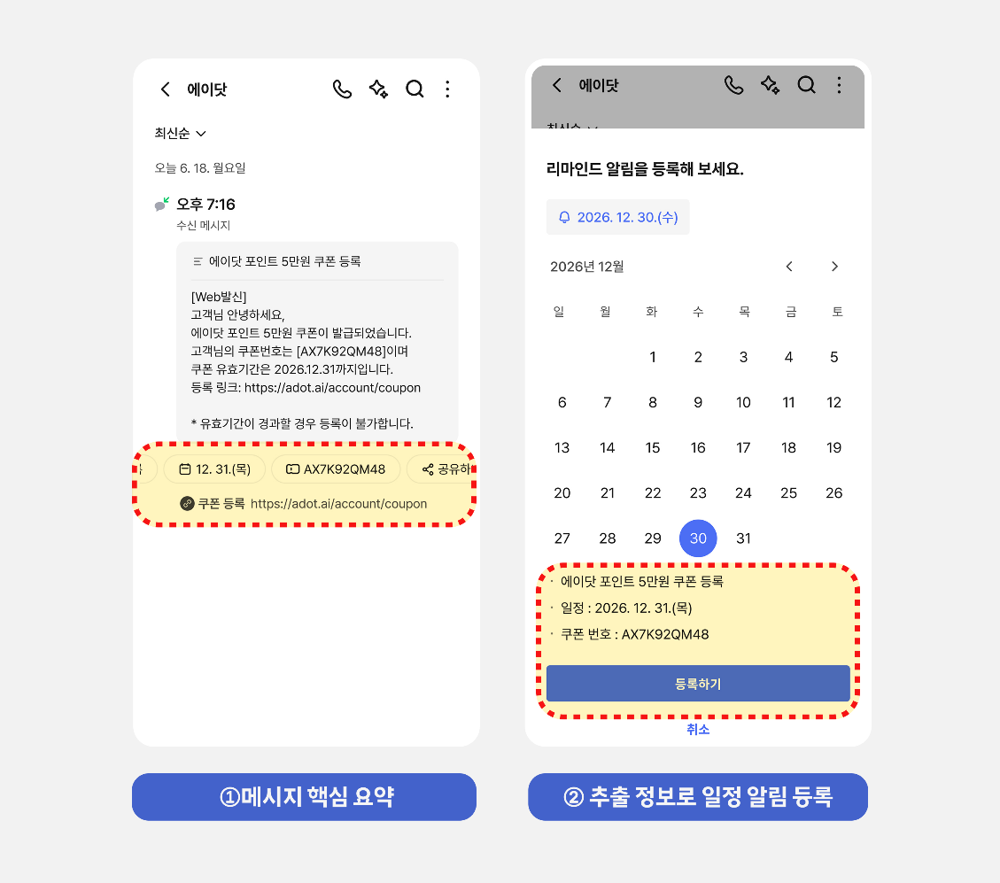 에이닷
최신순
오늘 6. 18. 월요일
오후 7:16
수신 메시지
에이닷 포인트 5만원 쿠폰 등록
[Web발신]
고객님 안녕하세요,
에이닷 포인트 5만원 쿠폰이 발급되었습니다.
고객님의 쿠폰번호는 [AX7K92QM48]이며
쿠폰 유효기간은 2026.12.31까지입니다.
등록 링크: https://adot.ai/account/coupon
* 유효기간이 경과할 경우 등록이 불가합니다.
12. 31.(목) AX7K92QM48 공유하
쿠폰 등록 https://adot.ai/account/coupon
①메시지 핵심 요약
에이닷
최신순
리마인드 알림을 등록해 보세요.
2026. 12. 30.(수)
2026년 12월
일 월 화 수 목 금 토
1 2 3 4 5
6 7 8 9 10 11 12
13 14 15 16 17 18 19
20 21 22 23 24 25 26
27 28 29 30 31
· 에이닷 포인트 5만원 쿠폰 등록
· 일정 : 2026. 12. 31.(목)
· 쿠폰 번호 : AX7K92QM48
등록하기
취소
② 추출 정보로 일정 알림 등록